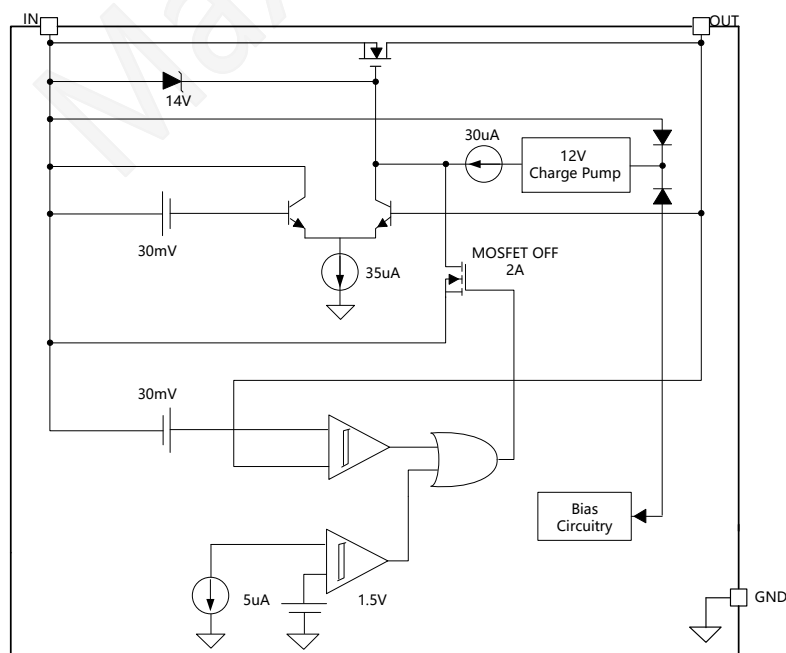 IN
OUT
14V
30uA
12V
Charge Pump
30mV
35uA
MOSFET OFF
2A
30mV
Bias
Circuitry
5uA
1.5V
GND